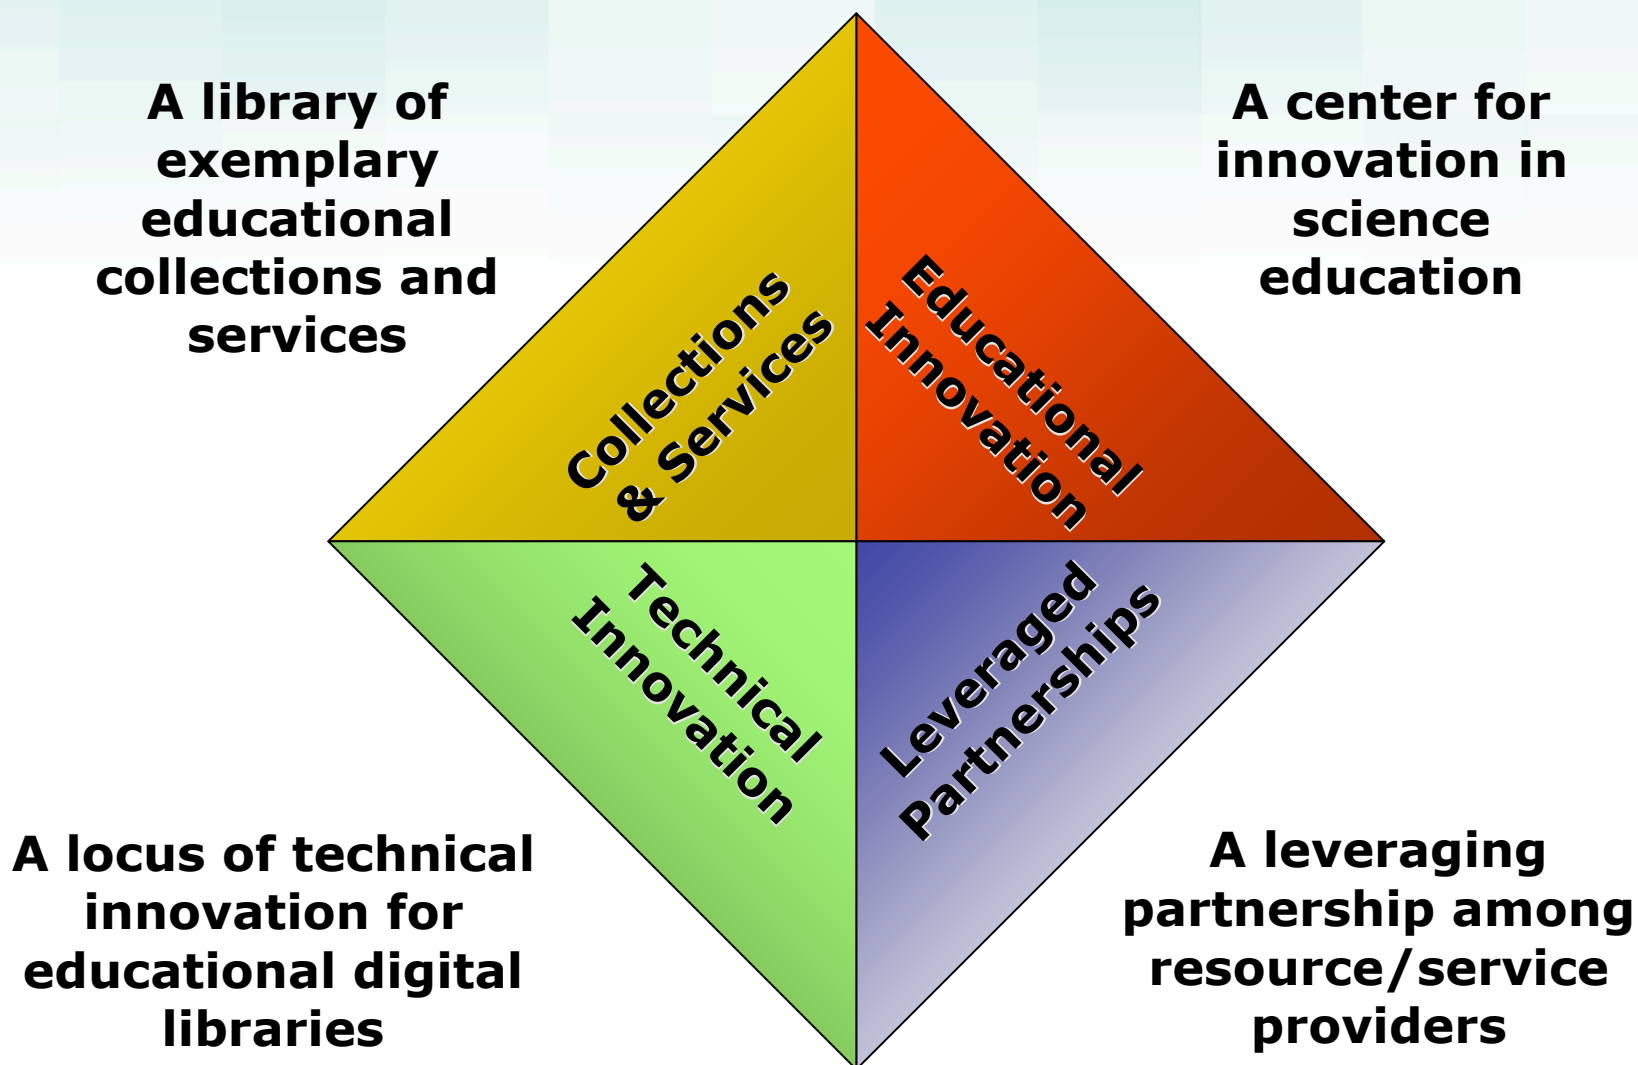 A library of
exemplary
educational
collections and
services
A center for
innovation in
science
education
Collections
& Services
Educational
Innovation
Technical
Innovation
Leveraged
Partnerships
A locus of technical
innovation for
educational digital
libraries
A leveraging
partnership among
resource/service
providers